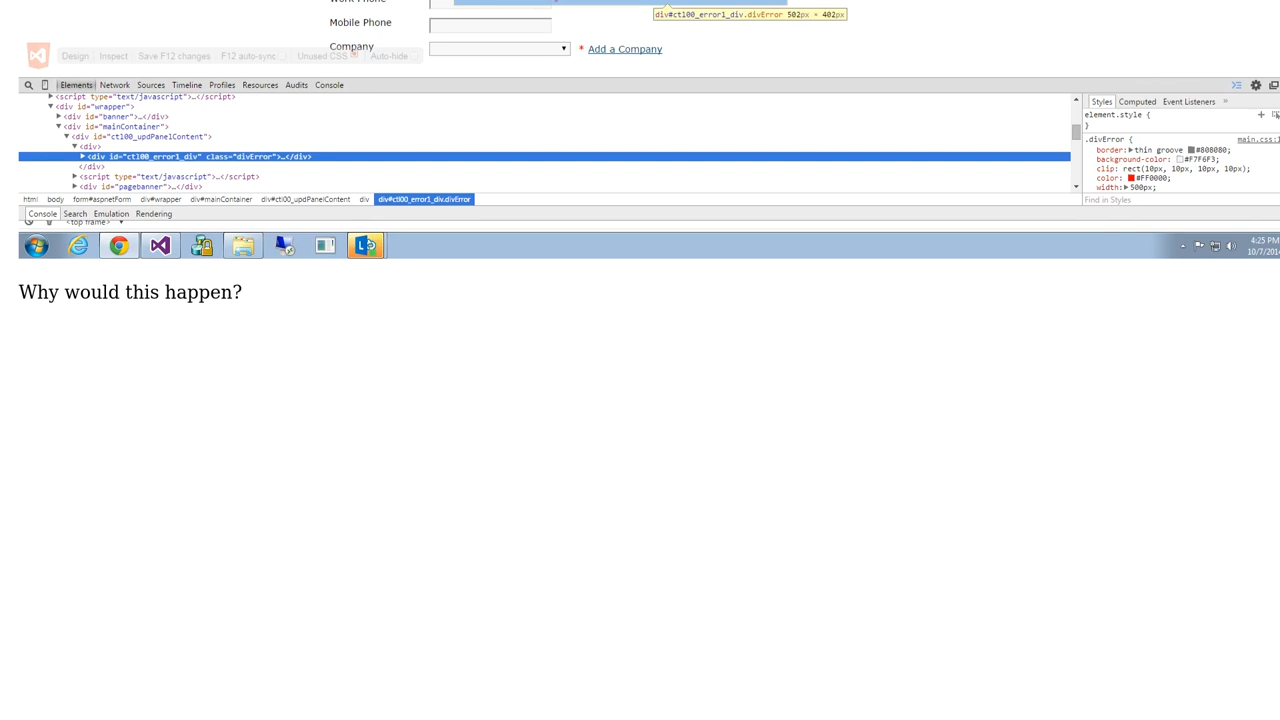 div#ctl00_error1_div.divError 502px × 402px
Mobile Phone
Company
* Add a Company
Design Inspect Save F12 changes F12 auto-sync Unused CSS Auto-hide
Elements Network Sources Timeline Profiles Resources Audits Console
▶<script type="text/javascript">…</script>
▼<div id="wrapper">
▶<div id="banner">…</div>
▼<div id="mainContainer">
▼<div id="ctl00_updPanelContent">
▼<div>
▶<div id="ctl00_error1_div" class="divError">…</div>
</div>
▶<script type="text/javascript">…</script>
▶<div id="pagebanner">…</div>
html body form#aspnetForm div#wrapper div#mainContainer div#ctl00_updPanelContent div div#ctl00_error1_div.divError
Styles Computed Event Listeners »
element.style {
}
.divError { main.css:1
border:▶thin groove #808080;
background-color: #F7F6F3;
clip: rect(10px, 10px, 10px, 10px);
color: #FF0000;
width: 500px;
Find in Styles
Console Search Emulation Rendering
<top frame> ▼
4:25 PM
10/7/201
Why would this happen?